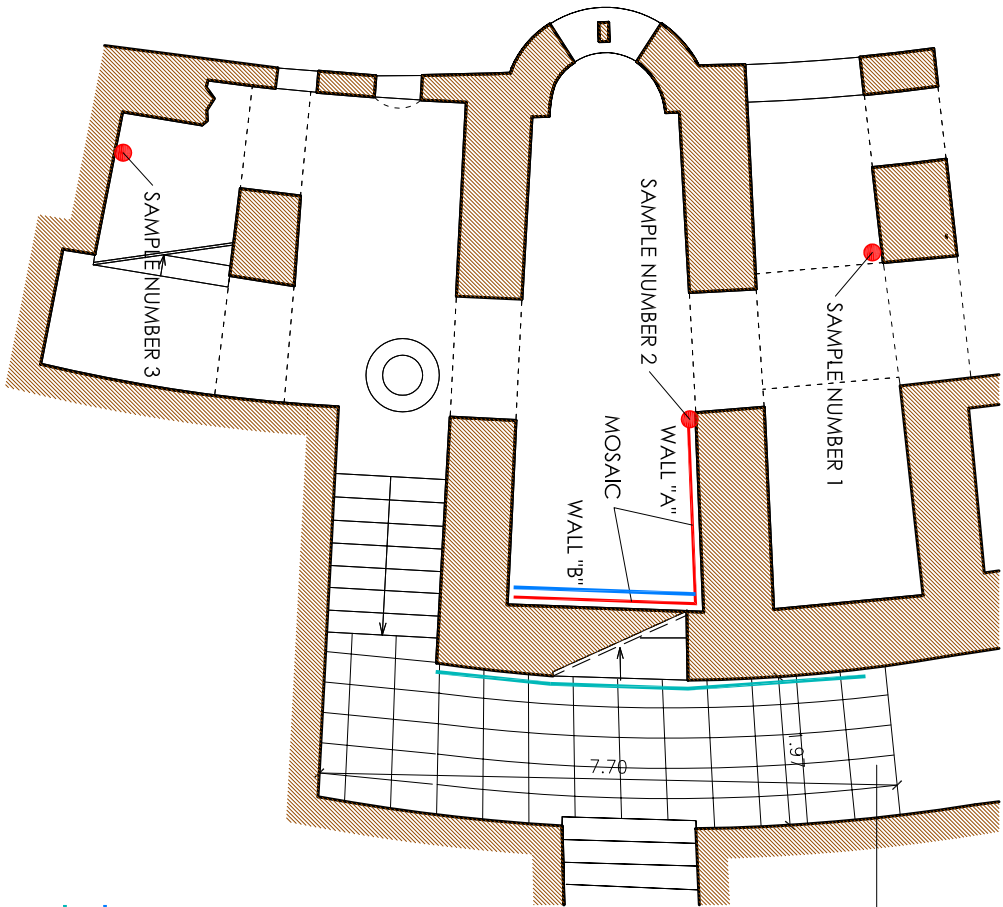 SAMPLE NUMBER 3
SAMPLE NUMBER 2
SAMPLE NUMBER 1
MOSAIC
WALL "A"
WALL "B"
7.70
1.97